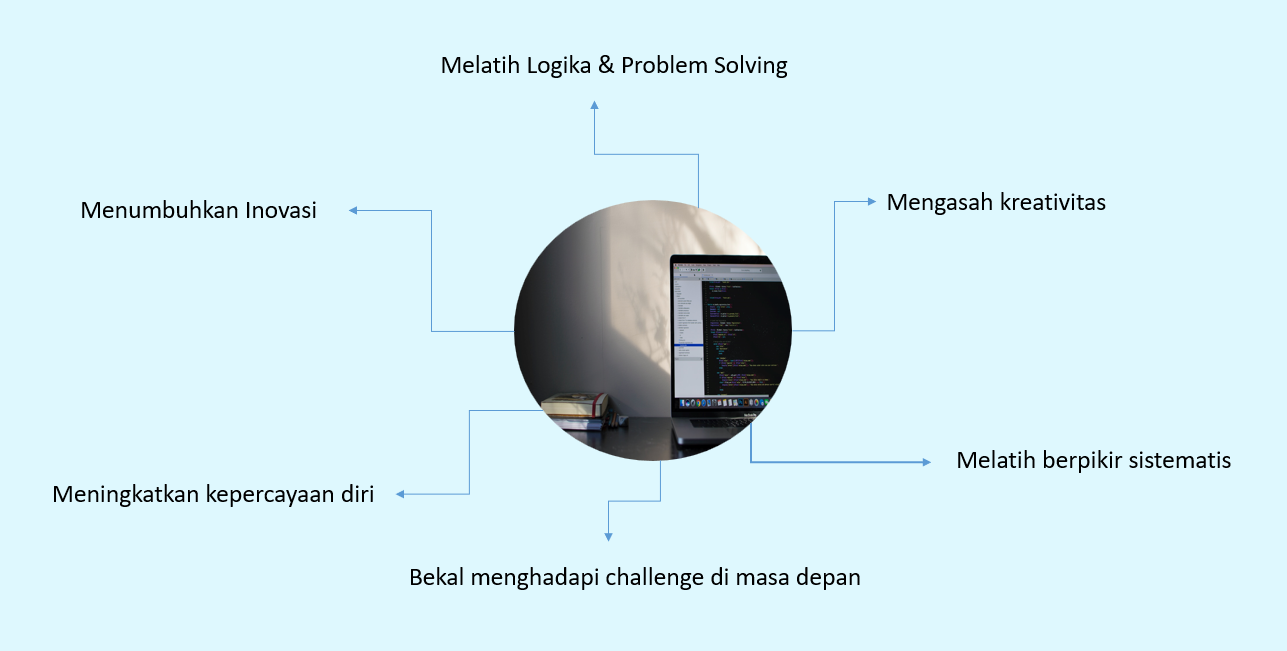 Melatih Logika & Problem Solving
Menumbuhkan Inovasi
Mengasah kreativitas
Melatih berpikir sistematis
Meningkatkan kepercayaan diri
Bekal menghadapi challenge di masa depan